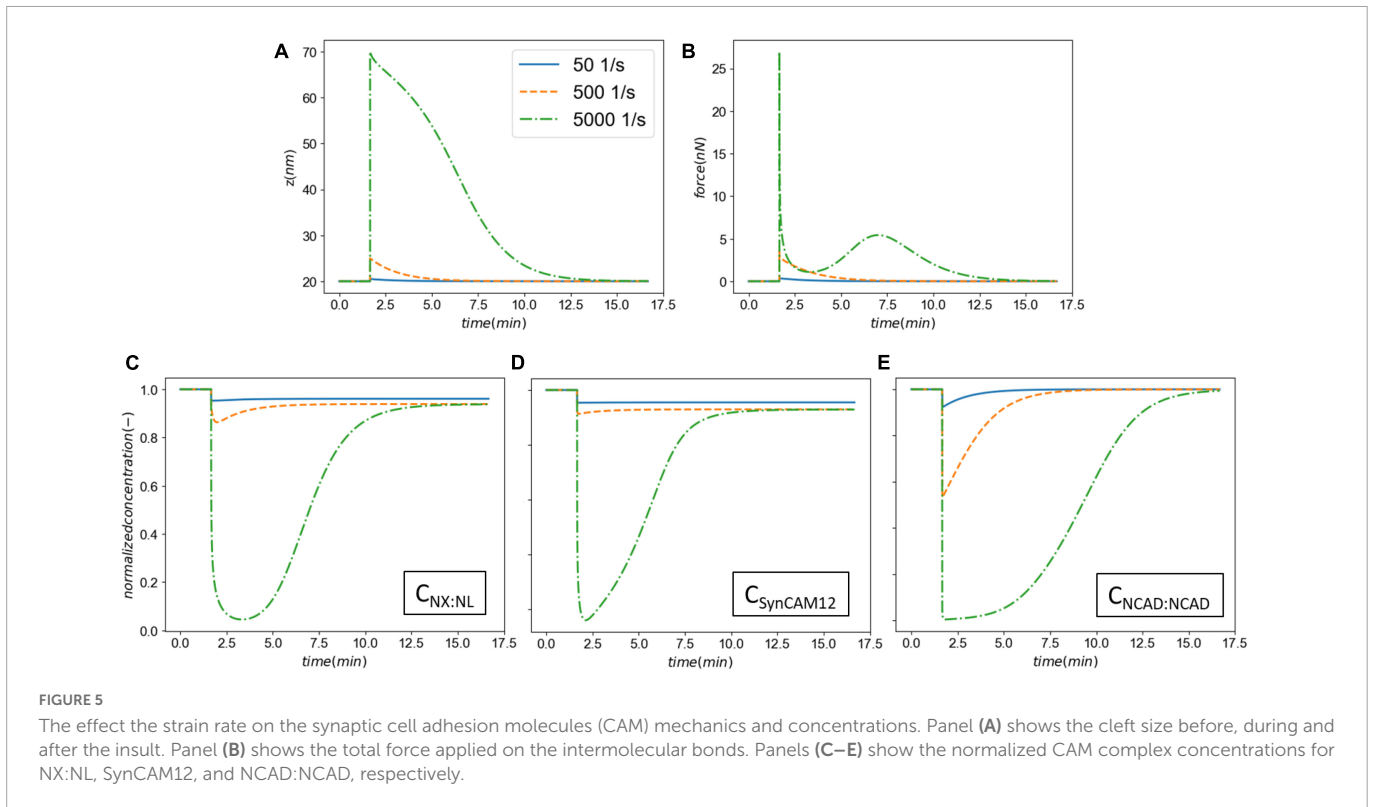 A
70
60
50
40
30
20
z(nm)
0.0 2.5 5.0 7.5 10.0 12.5 15.0 17.5
time(min)
50 1/s
500 1/s
5000 1/s
B
25
20
15
10
5
0
force(nN)
0.0 2.5 5.0 7.5 10.0 12.5 15.0 17.5
time(min)
C
1.0
0.8
0.6
0.4
0.2
0.0
normalizedconcentration(−)
0.0 2.5 5.0 7.5 10.0 12.5 15.0 17.5
time(min)
CNX:NL
D
0.0 2.5 5.0 7.5 10.0 12.5 15.0 17.5
time(min)
CSynCAM12
E
0.0 2.5 5.0 7.5 10.0 12.5 15.0 17.5
time(min)
CNCAD:NCAD
FIGURE 5
The effect the strain rate on the synaptic cell adhesion molecules (CAM) mechanics and concentrations. Panel (A) shows the cleft size before, during and
after the insult. Panel (B) shows the total force applied on the intermolecular bonds. Panels (C–E) show the normalized CAM complex concentrations for
NX:NL, SynCAM12, and NCAD:NCAD, respectively.